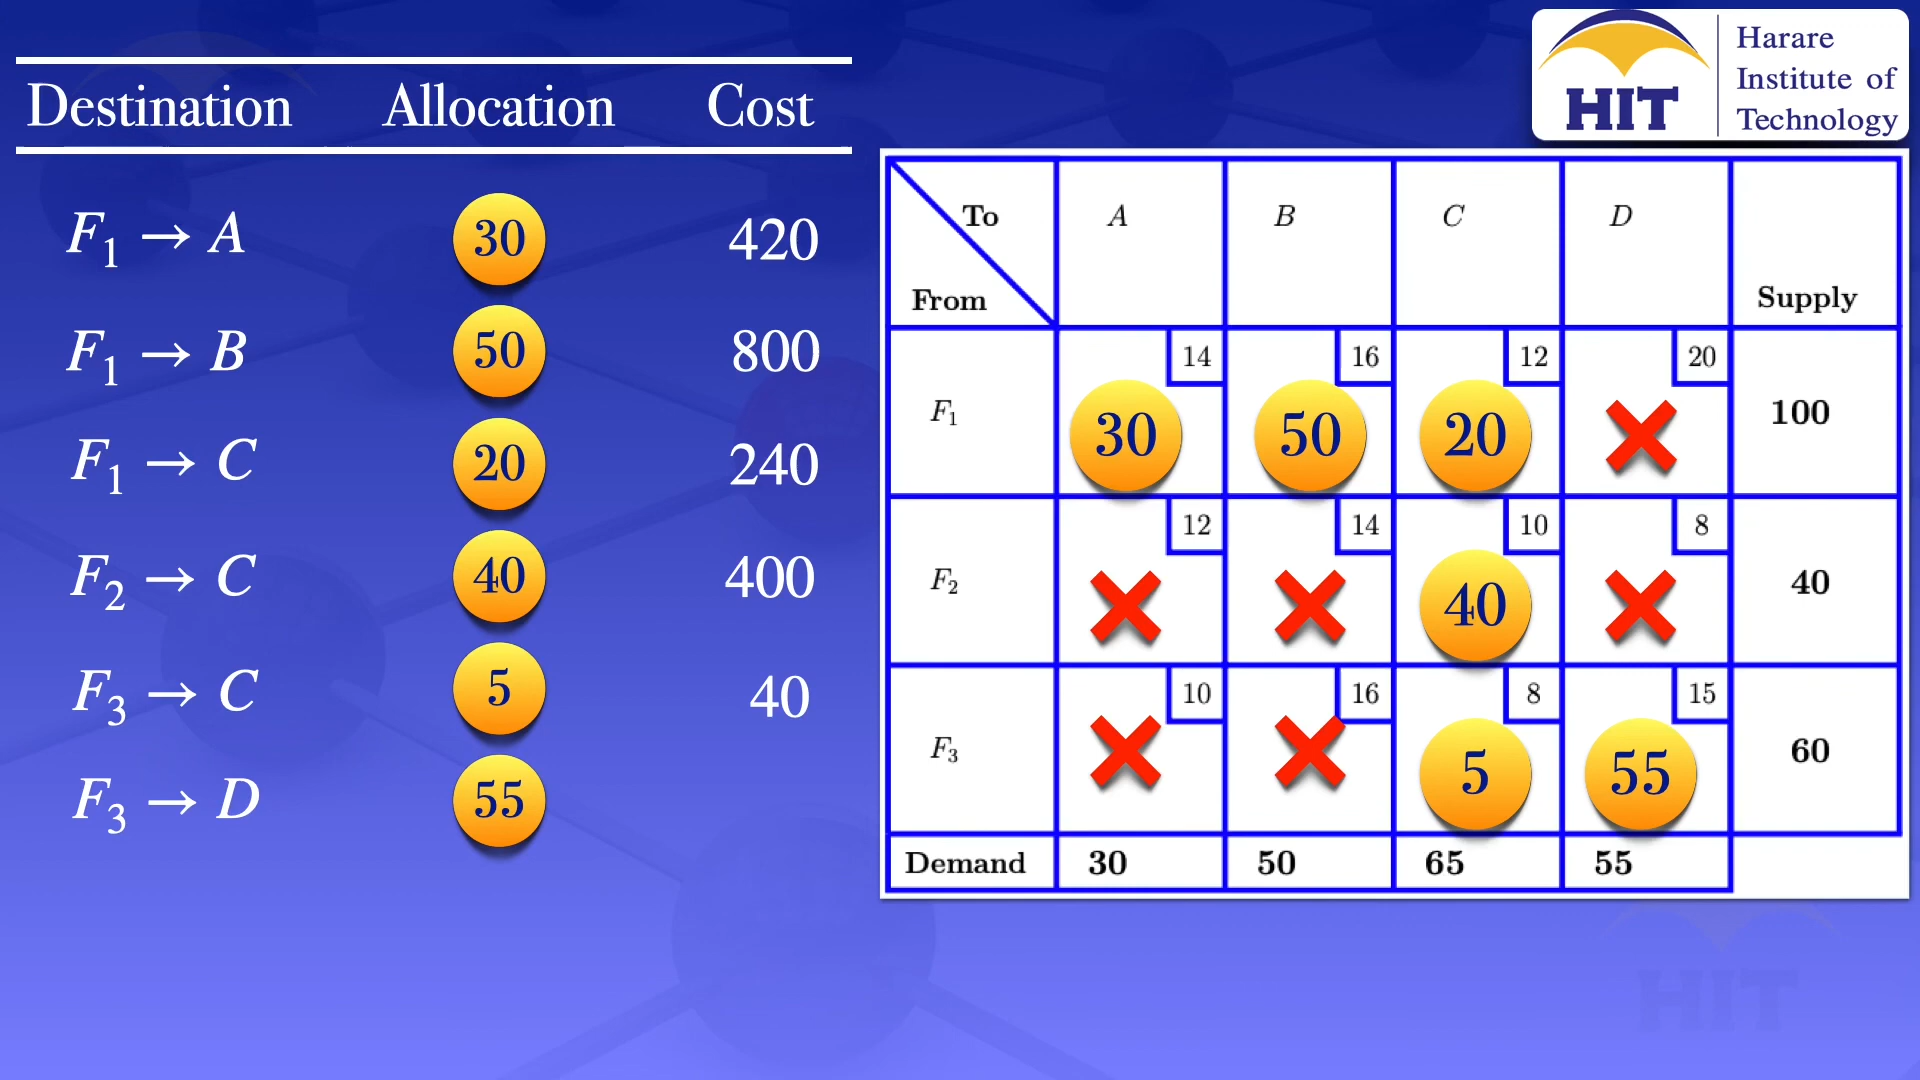 Destination Allocation Cost
F1 → A 30 420
F1 → B 50 800
F1 → C 20 240
F2 → C 40 400
F3 → C 5 40
F3 → D 55
HIT
Harare
Institute of
Technology
To A B C D
From Supply
14 16 12 20
F1 30 50 20 100
12 14 10 8
F2 40 40
10 16 8 15
F3 5 55 60
Demand 30 50 65 55
HIT